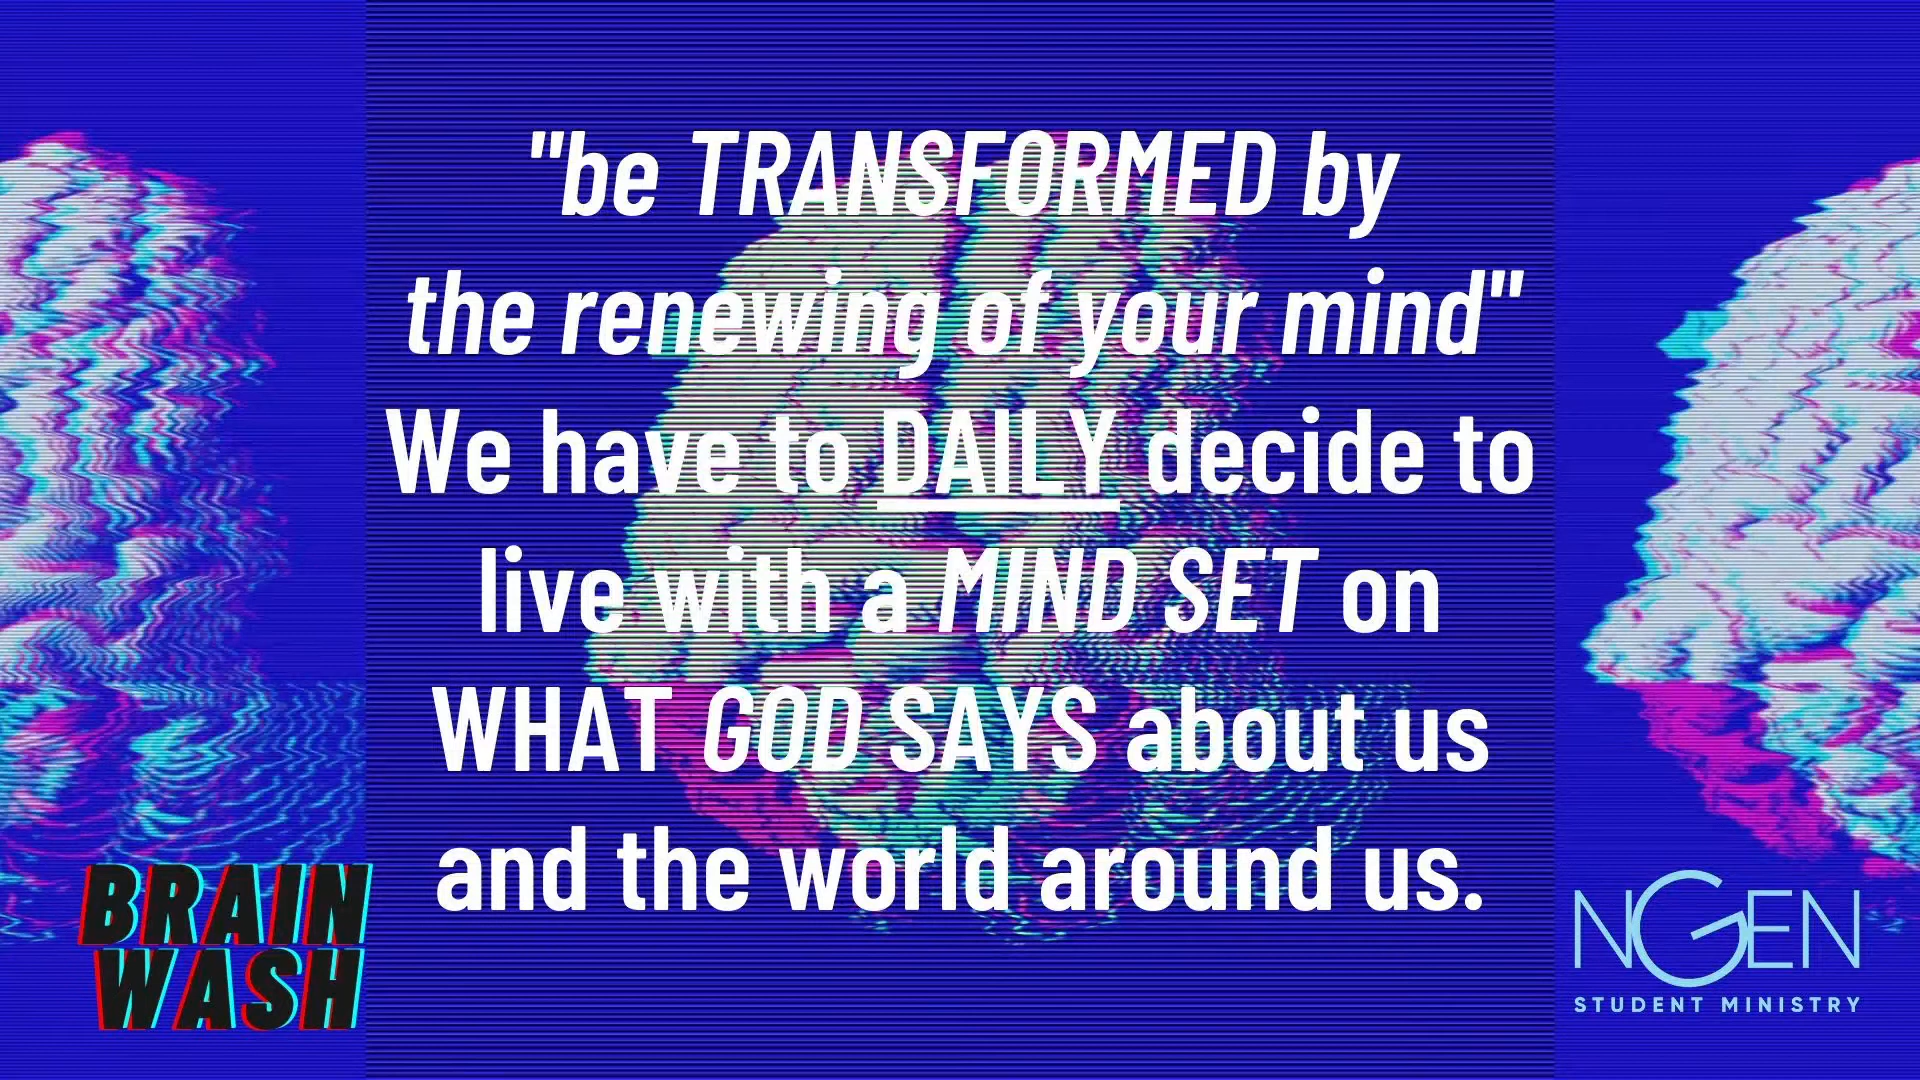 "be TRANSFORMED by
the renewing of your mind"
We have to DAILY decide to
live with a MIND SET on
WHAT GOD SAYS about us
and the world around us.
BRAIN
WASH
NGEN
STUDENT MINISTRY